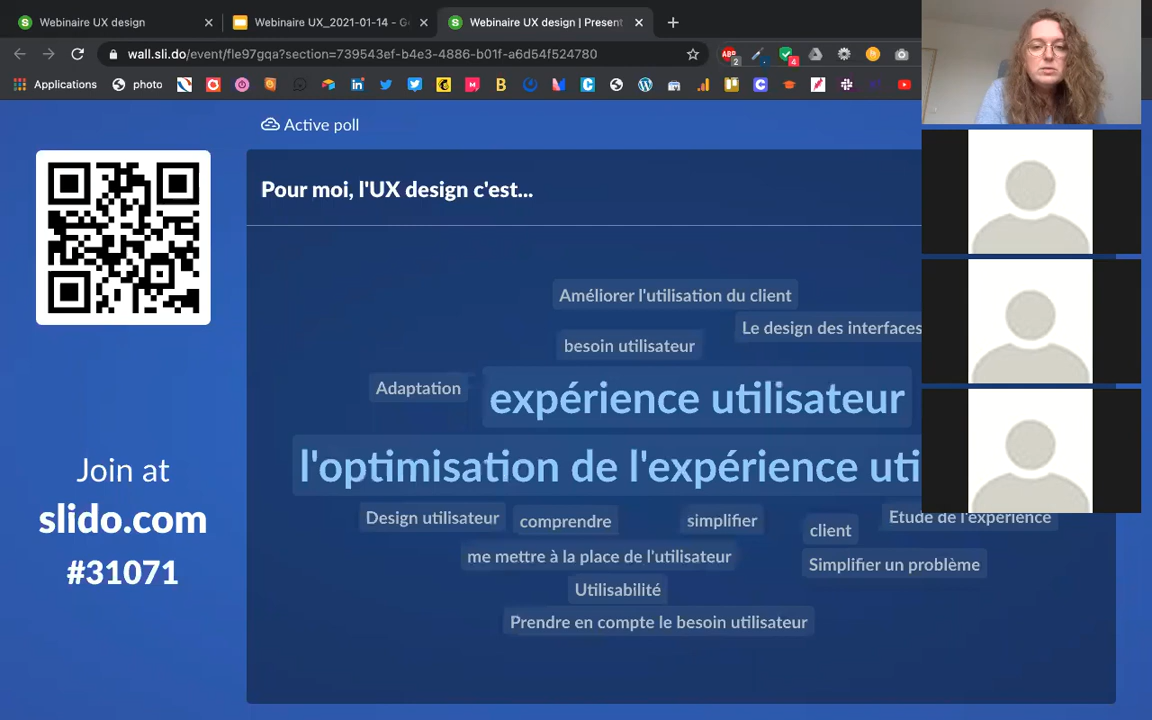 Webinaire UX design
Webinaire UX_2021-01-14 - G
Webinaire UX design | Present
wall.sli.do/event/fle97gqa?section=739543ef-b4e3-4886-b01f-a6d54f524780
ABP
2
4
Applications
photo
Active poll
Pour moi, l'UX design c'est...
Améliorer l'utilisation du client
Le design des interfaces
besoin utilisateur
Adaptation
expérience utilisateur
l'optimisation de l'expérience uti
Design utilisateur
comprendre
simplifier
client
Etude de l'expérience
me mettre à la place de l'utilisateur
Simplifier un problème
Utilisabilité
Prendre en compte le besoin utilisateur
Join at
slido.com
#31071